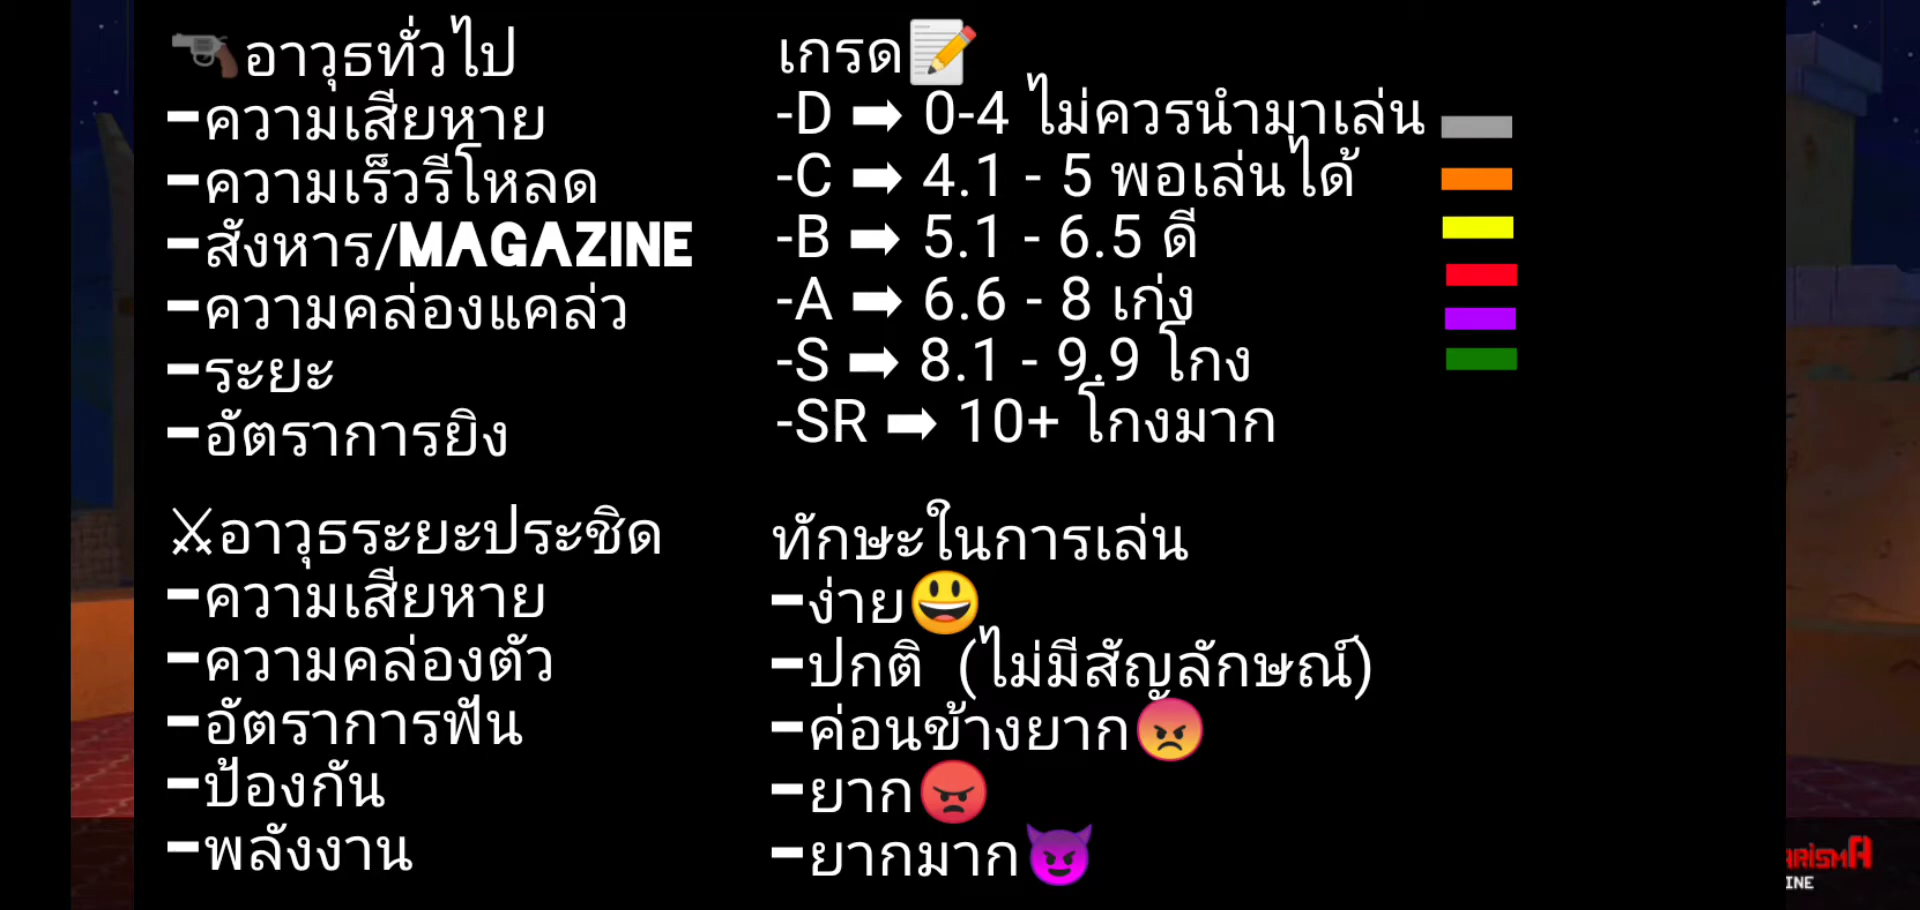 อาวุธทั่วไป
-ความเสียหาย
-ความเร็วรีโหลด
-สังหาร/MAGAZINE
-ความคล่องแคล่ว
-ระยะ
-อัตราการยิง
⚔อาวุธระยะประชิด
-ความเสียหาย
-ความคล่องตัว
-อัตราการฟัน
-ป้องกัน
-พลังงาน
เกรด📝
-D ➡ 0-4 ไม่ควรนำมาเล่น
-C ➡ 4.1 - 5 พอเล่นได้
-B ➡ 5.1 - 6.5 ดี
-A ➡ 6.6 - 8 เก่ง
-S ➡ 8.1 - 9.9 โกง
-SR ➡ 10+ โกงมาก
ทักษะในการเล่น
-ง่าย😃
-ปกติ (ไม่มีสัญลักษณ์)
-ค่อนข้างยาก😠
-ยาก😡
-ยากมาก😈